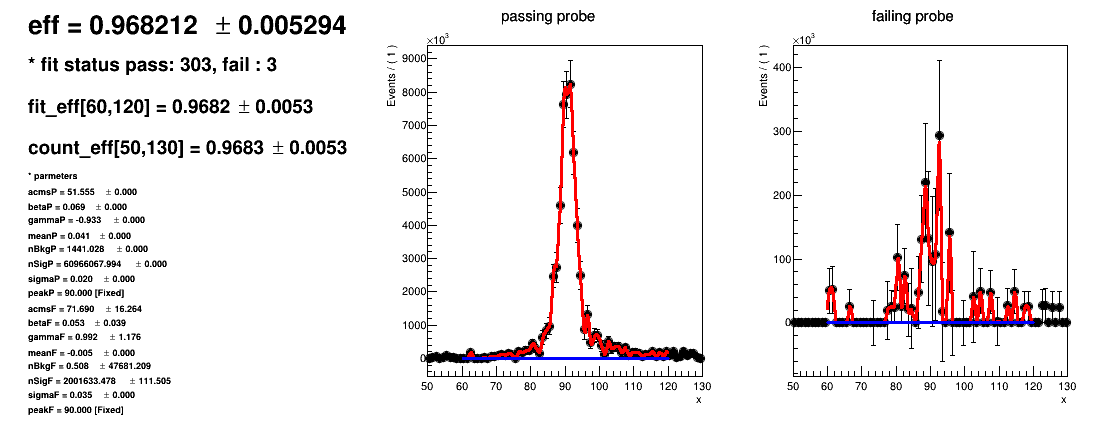 eff = 0.968212 ± 0.005294
* fit status pass: 303, fail : 3
fit_eff[60,120] = 0.9682 ± 0.0053
count_eff[50,130] = 0.9683 ± 0.0053
* parmeters
acmsP = 51.555 ± 0.000
betaP = 0.069 ± 0.000
gammaP = -0.933 ± 0.000
meanP = 0.041 ± 0.000
nBkgP = 1441.028 ± 0.000
nSigP = 60966067.994 ± 0.000
sigmaP = 0.020 ± 0.000
peakP = 90.000 [Fixed]
acmsF = 71.690 ± 16.264
betaF = 0.053 ± 0.039
gammaF = 0.992 ± 1.176
meanF = -0.005 ± 0.000
nBkgF = 0.508 ± 47681.209
nSigF = 2001633.478 ± 111.505
sigmaF = 0.035 ± 0.000
peakF = 90.000 [Fixed]
passing probe
×10³
Events / ( 1 )
9000
8000
7000
6000
5000
4000
3000
2000
1000
0
50 60 70 80 90 100 110 120 130
x
failing probe
×10³
Events / ( 1 )
400
300
200
100
0
50 60 70 80 90 100 110 120 130
x